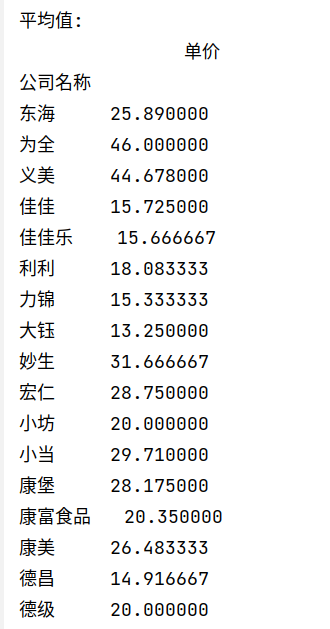 平均值:
单价
公司名称
东海 25.890000
为全 46.000000
义美 44.678000
佳佳 15.725000
佳佳乐 15.666667
利利 18.083333
力锦 15.333333
大钰 13.250000
妙生 31.666667
宏仁 28.750000
小坊 20.000000
小当 29.710000
康堡 28.175000
康富食品 20.350000
康美 26.483333
德昌 14.916667
德级 20.000000